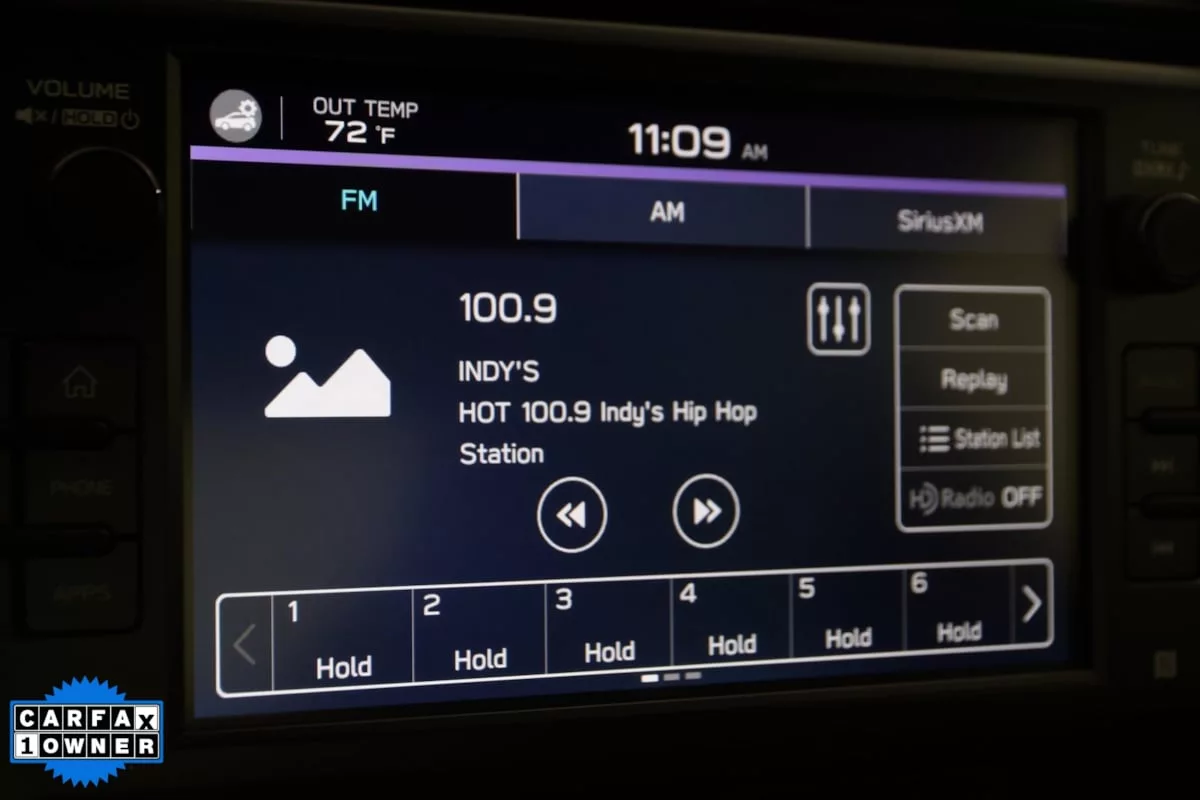 VOLUME
/ HOLD
OUT TEMP
72 °F
11:09 AM
FM
AM
SiriusXM
100.9
INDY'S
HOT 100.9 Indy's Hip Hop
Station
Scan
Replay
Station List
HD Radio OFF
PHONE
APPS
1
2
3
4
5
6
Hold
Hold
Hold
Hold
Hold
Hold
CARFAX
1 OWNER